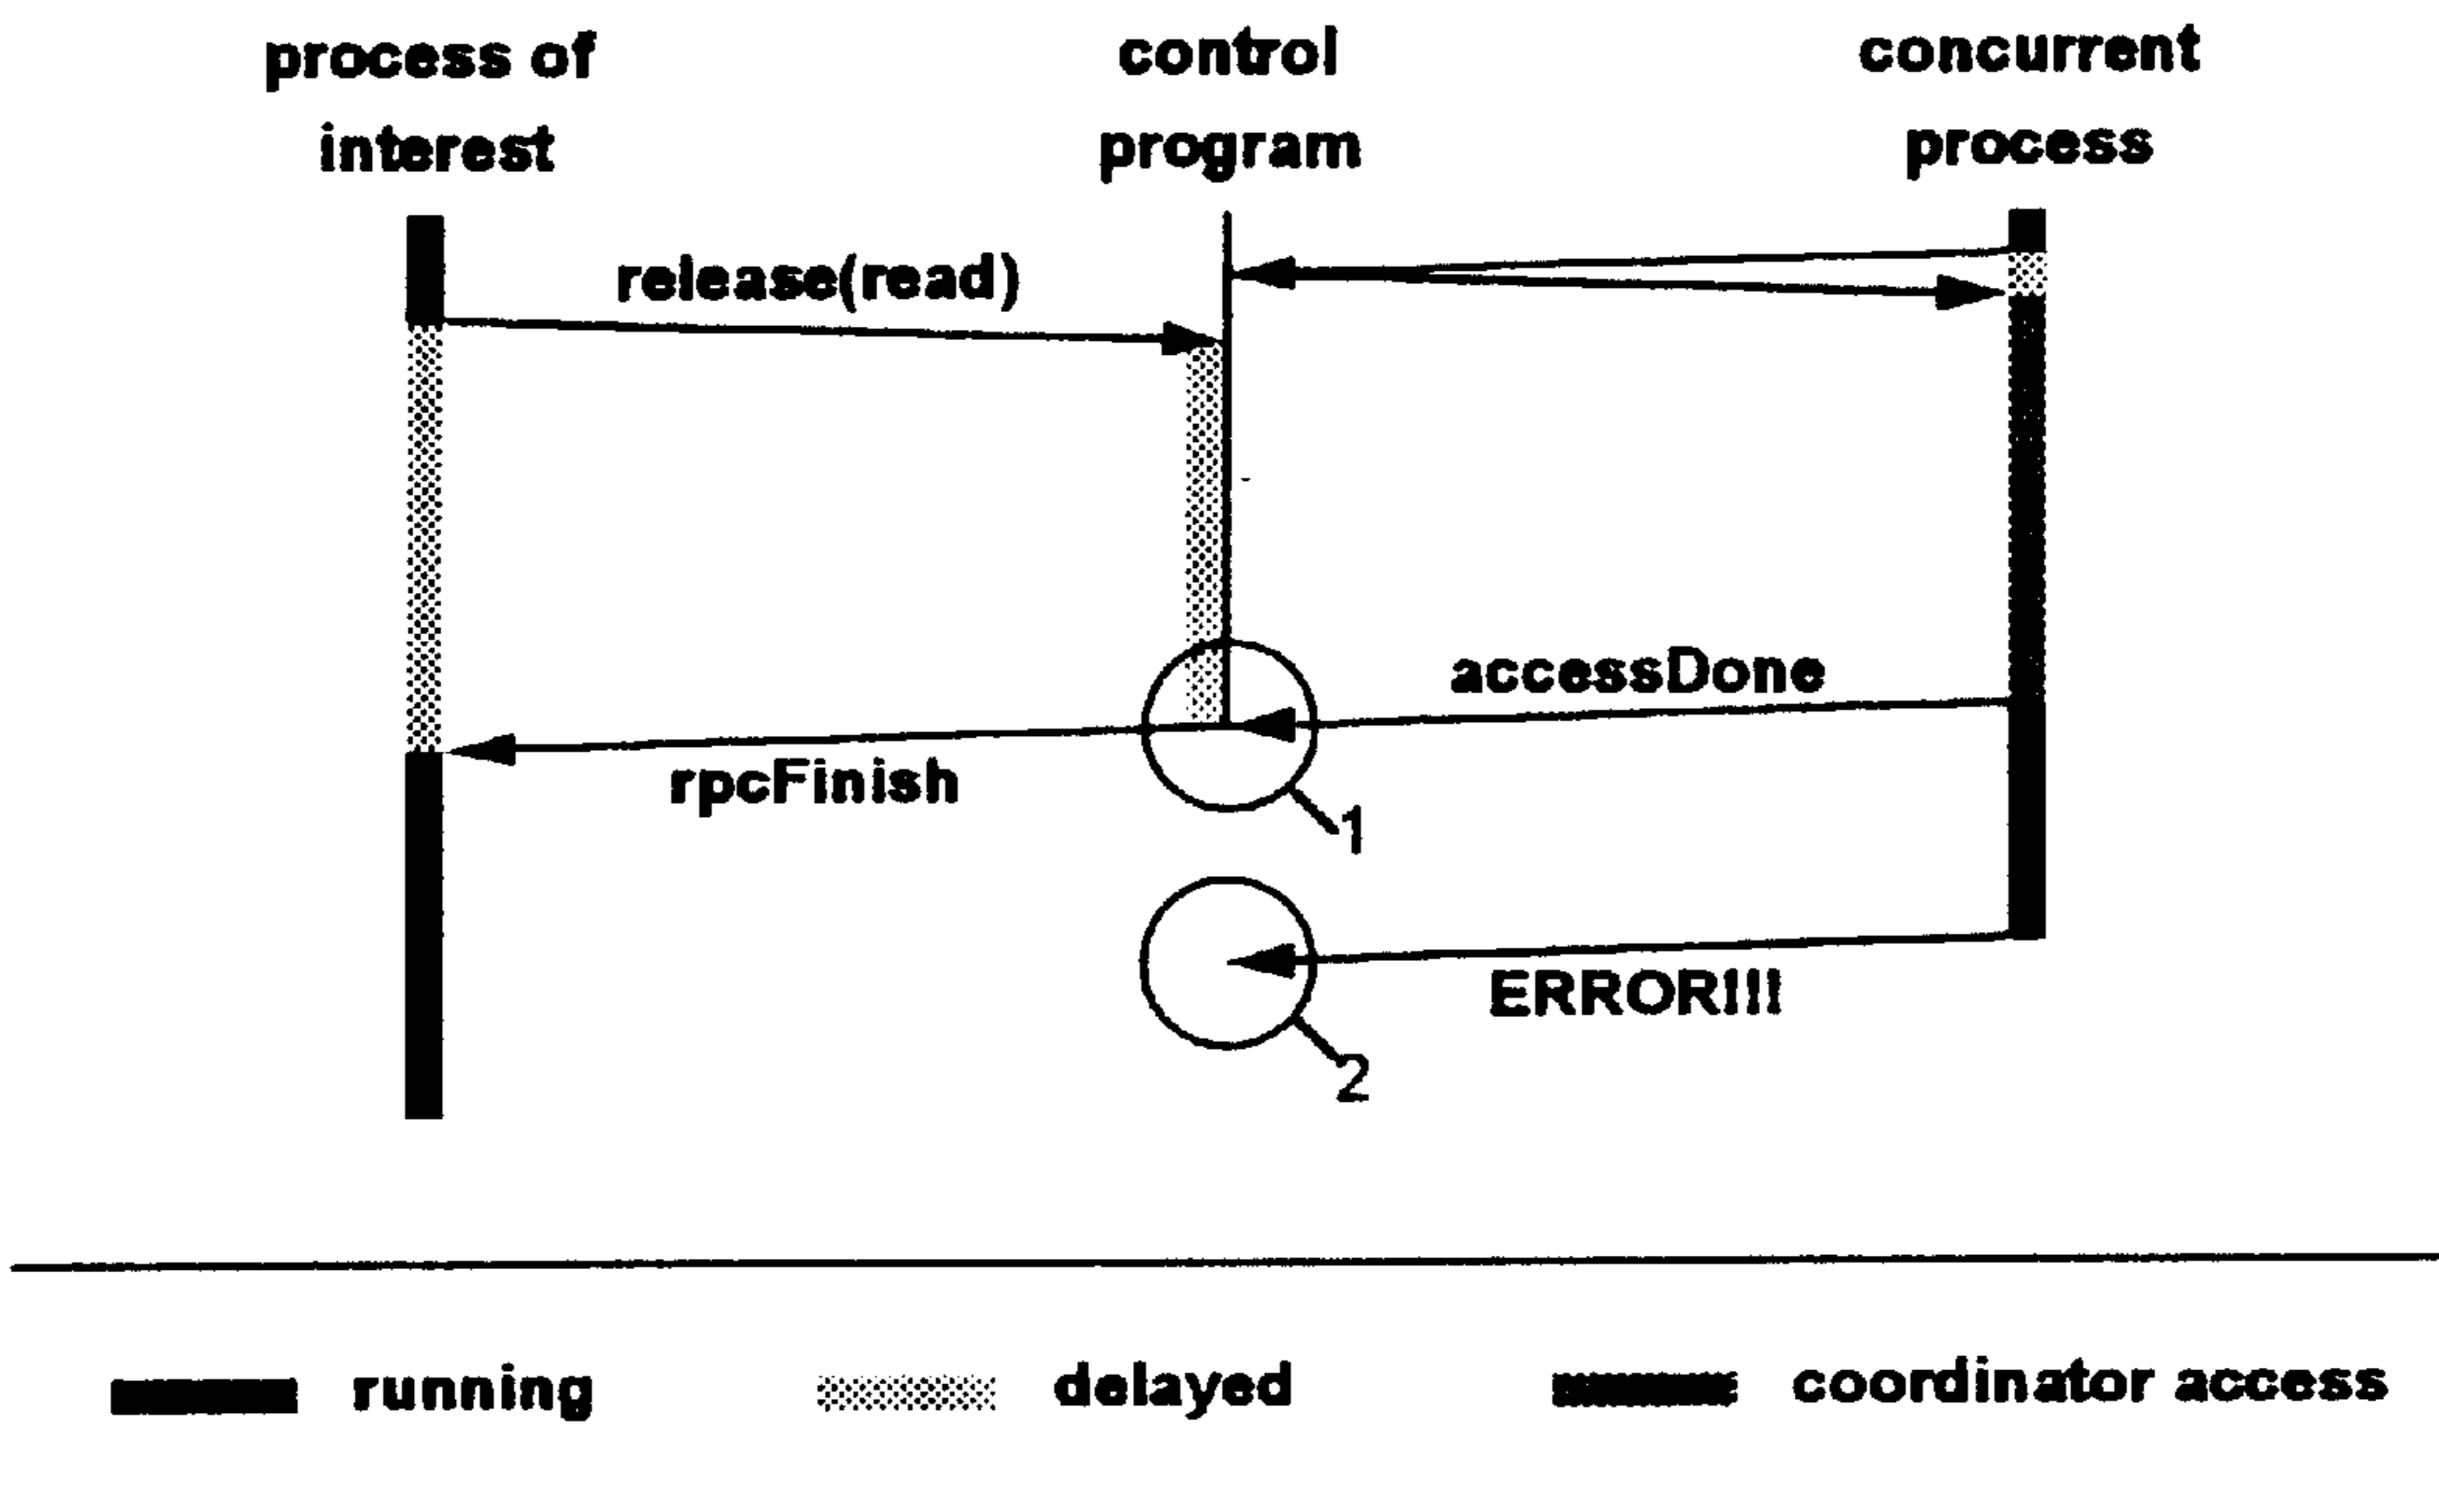 process of
interest
control
program
concurrent
process
release(read)
accessDone
rpcFinish
1
ERROR!!!
2
running
delayed
coordinator access